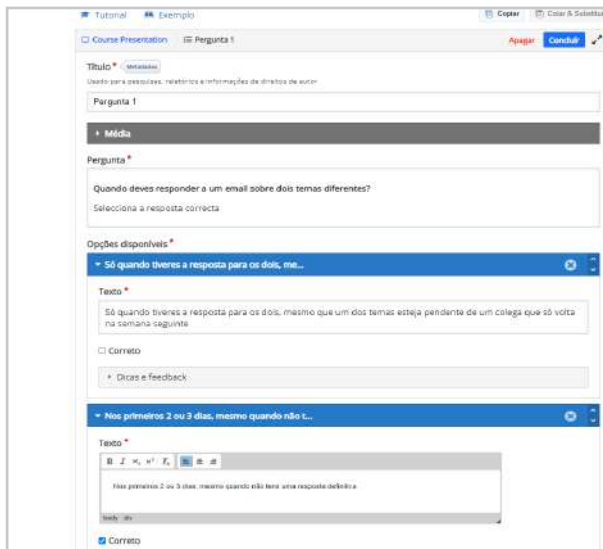 Tutorial Exemplo Copiar Colar & Substituir
Course Presentation Pergunta 1 Apagar Concluir
Título * Metadados
Usado para pesquisas, relatórios e informações de direitos de autor
Pergunta 1
Média
Pergunta *
Quando deves responder a um email sobre dois temas diferentes?
Selecciona a resposta correcta
Opções disponíveis *
Só quando tiveres a resposta para os dois, me...
Texto *
Só quando tiveres a resposta para os dois, mesmo que um dos temas esteja pendente de um colega que só volta
na semana seguinte
Correto
Dicas e feedback
Nos primeiros 2 ou 3 dias, mesmo quando não t...
Texto *
Nos primeiros 2 ou 3 dias, mesmo quando não tens uma resposta definitiva
body div
Correto